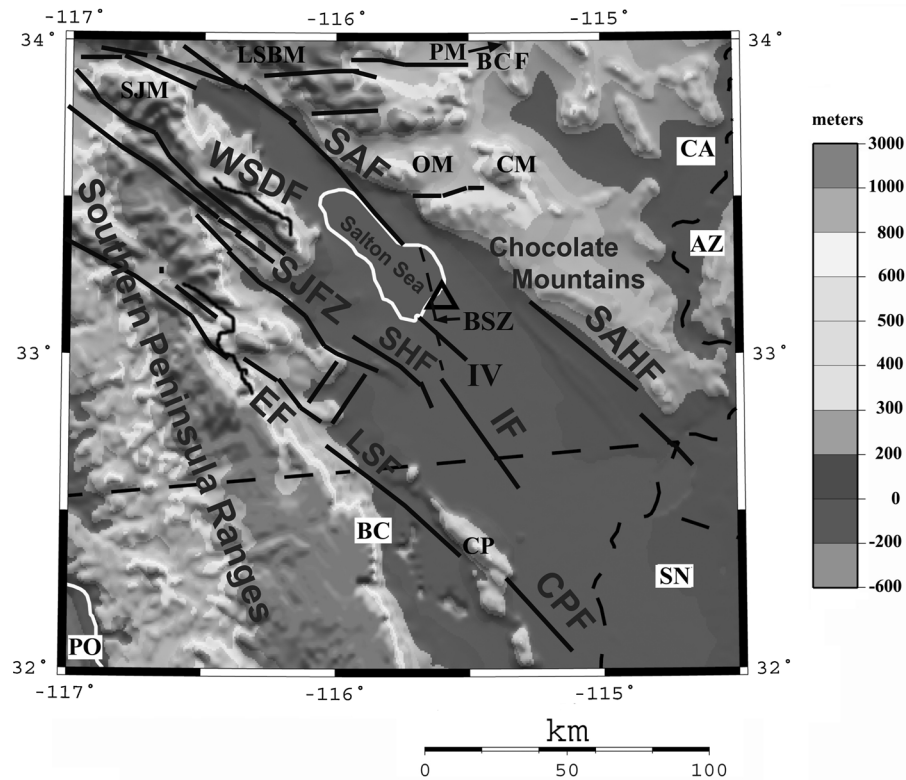 -117°
-116°
-115°
34°
LSBM
PM
BCF
SJM
meters
3000
1000
800
600
400
300
200
0
-200
-600
CA
SAF
OM
CM
WSDF
AZ
Salton Sea
Chocolate
Mountains
Southern Peninsula Ranges
SJFZ
BSZ
SAHF
33°
33°
SHF
IV
EF
IF
LSF
BC
CP
SN
CPF
PO
32°
32°
-117°
-116°
-115°
km
0
50
100